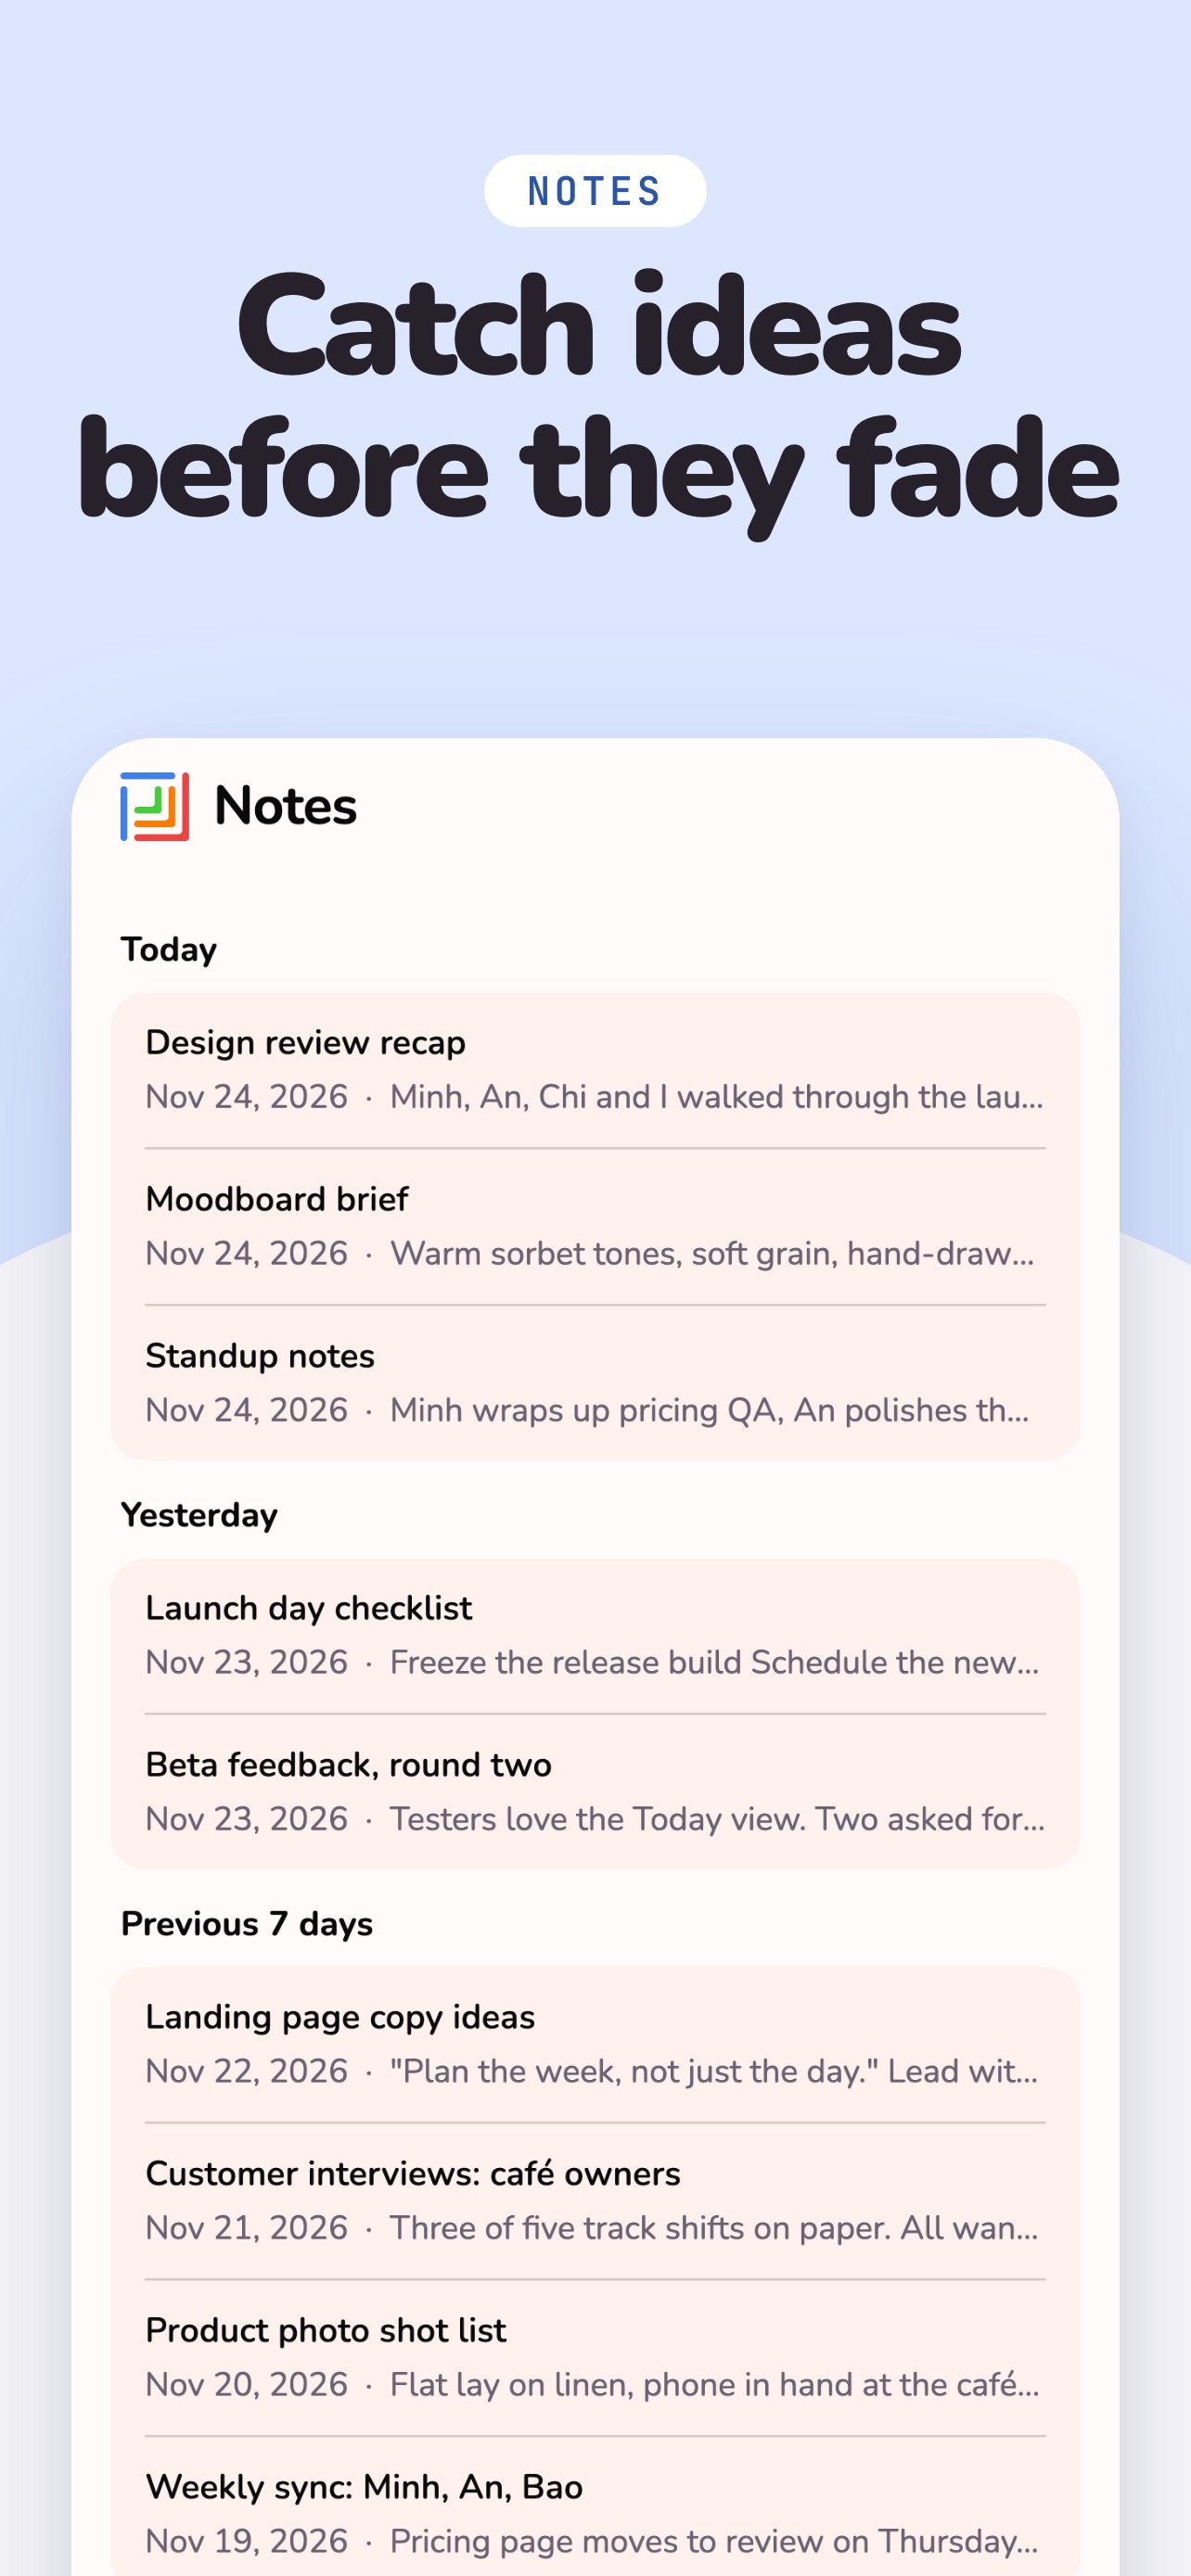 NOTES
Catch ideas
before they fade
Notes
Today
Design review recap
Nov 24, 2026 · Minh, An, Chi and I walked through the lau...
Moodboard brief
Nov 24, 2026 · Warm sorbet tones, soft grain, hand-draw...
Standup notes
Nov 24, 2026 · Minh wraps up pricing QA, An polishes th...
Yesterday
Launch day checklist
Nov 23, 2026 · Freeze the release build Schedule the new...
Beta feedback, round two
Nov 23, 2026 · Testers love the Today view. Two asked for...
Previous 7 days
Landing page copy ideas
Nov 22, 2026 · "Plan the week, not just the day." Lead wit...
Customer interviews: café owners
Nov 21, 2026 · Three of five track shifts on paper. All wan...
Product photo shot list
Nov 20, 2026 · Flat lay on linen, phone in hand at the café...
Weekly sync: Minh, An, Bao
Nov 19, 2026 · Pricing page moves to review on Thursday...